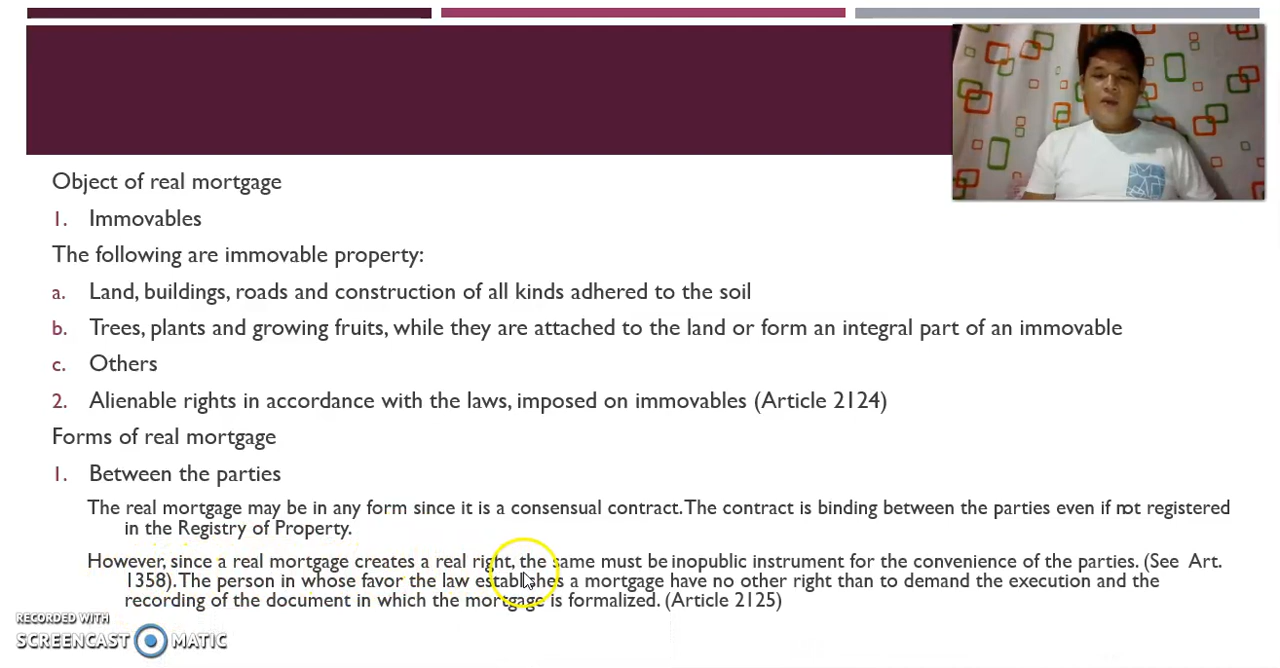 Object of real mortgage
1. Immovables
The following are immovable property:
a. Land, buildings, roads and construction of all kinds adhered to the soil
b. Trees, plants and growing fruits, while they are attached to the land or form an integral part of an immovable
c. Others
2. Alienable rights in accordance with the laws, imposed on immovables (Article 2124)
Forms of real mortgage
1. Between the parties
The real mortgage may be in any form since it is a consensual contract. The contract is binding between the parties even if not registered
in the Registry of Property.
However, since a real mortgage creates a real right, the same must be inopublic instrument for the convenience of the parties. (See Art.
1358). The person in whose favor the law establishes a mortgage have no other right than to demand the execution and the
recording of the document in which the mortgage is formalized. (Article 2125)
RECORDED WITH
SCREENCAST MATIC